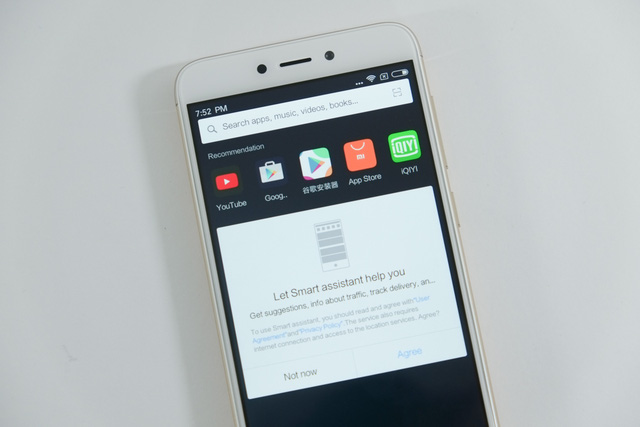 7:52 PM
Search apps, music, videos, books...
Recommendation
mi
iQIYI
YouTube
Goog..
谷歌安装器
App Store
iQIYI
Let Smart assistant help you
Get suggestions, info about traffic, track delivery, an...
To use Smart assistant, you should read and agree with "User
Agreement" and "Privacy Policy". The service also requires
internet connection and access to the location services. Agree?
Not now
Agree